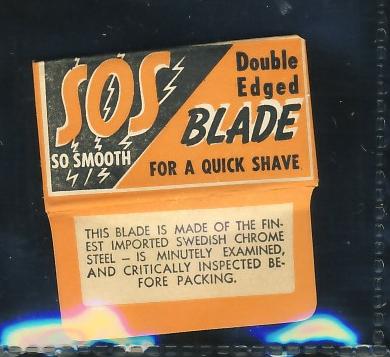 SOS
SO SMOOTH
Double
Edged
BLADE
FOR A QUICK SHAVE
THIS BLADE IS MADE OF THE FIN-
EST IMPORTED SWEDISH CHROME
STEEL – IS MINUTELY EXAMINED,
AND CRITICALLY INSPECTED BE-
FORE PACKING.